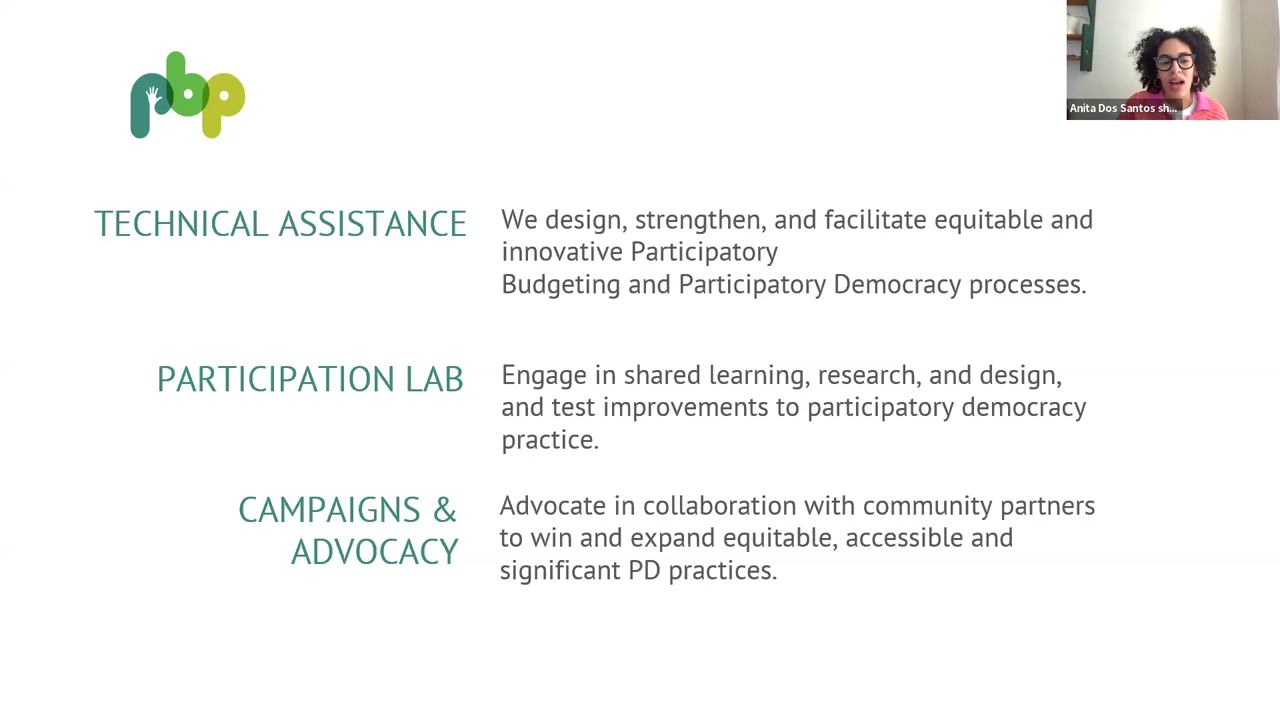 pbp
Anita Dos Santos sh...
TECHNICAL ASSISTANCE
We design, strengthen, and facilitate equitable and
innovative Participatory
Budgeting and Participatory Democracy processes.
PARTICIPATION LAB
Engage in shared learning, research, and design,
and test improvements to participatory democracy
practice.
CAMPAIGNS &
ADVOCACY
Advocate in collaboration with community partners
to win and expand equitable, accessible and
significant PD practices.